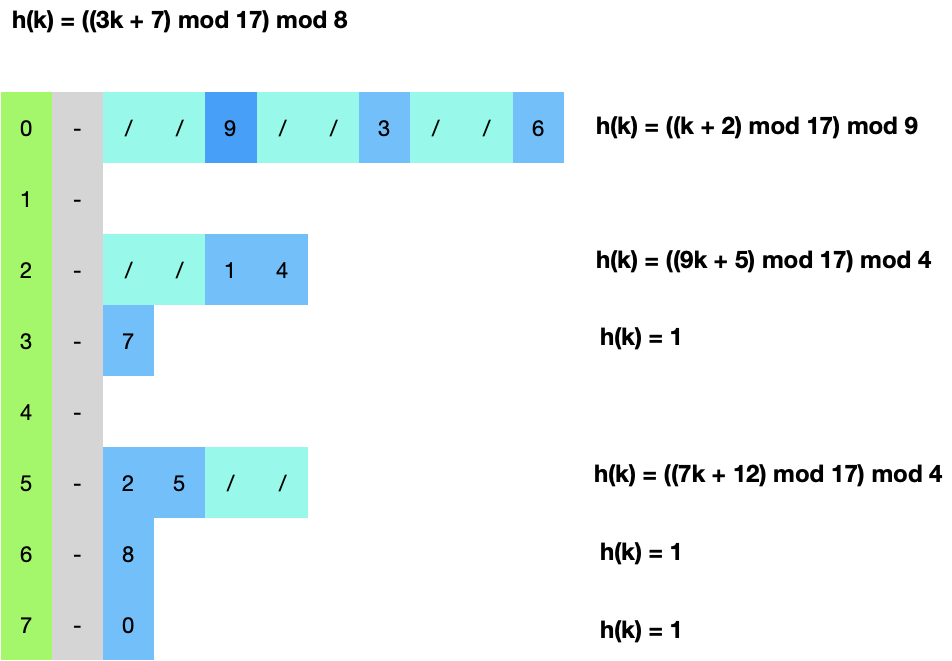 h(k) = ((3k + 7) mod 17) mod 8
0 - / / 9 / / 3 / / 6 h(k) = ((k + 2) mod 17) mod 9
1 -
2 - / / 1 4 h(k) = ((9k + 5) mod 17) mod 4
3 - 7 h(k) = 1
4 -
5 - 2 5 / / h(k) = ((7k + 12) mod 17) mod 4
6 - 8 h(k) = 1
7 - 0 h(k) = 1